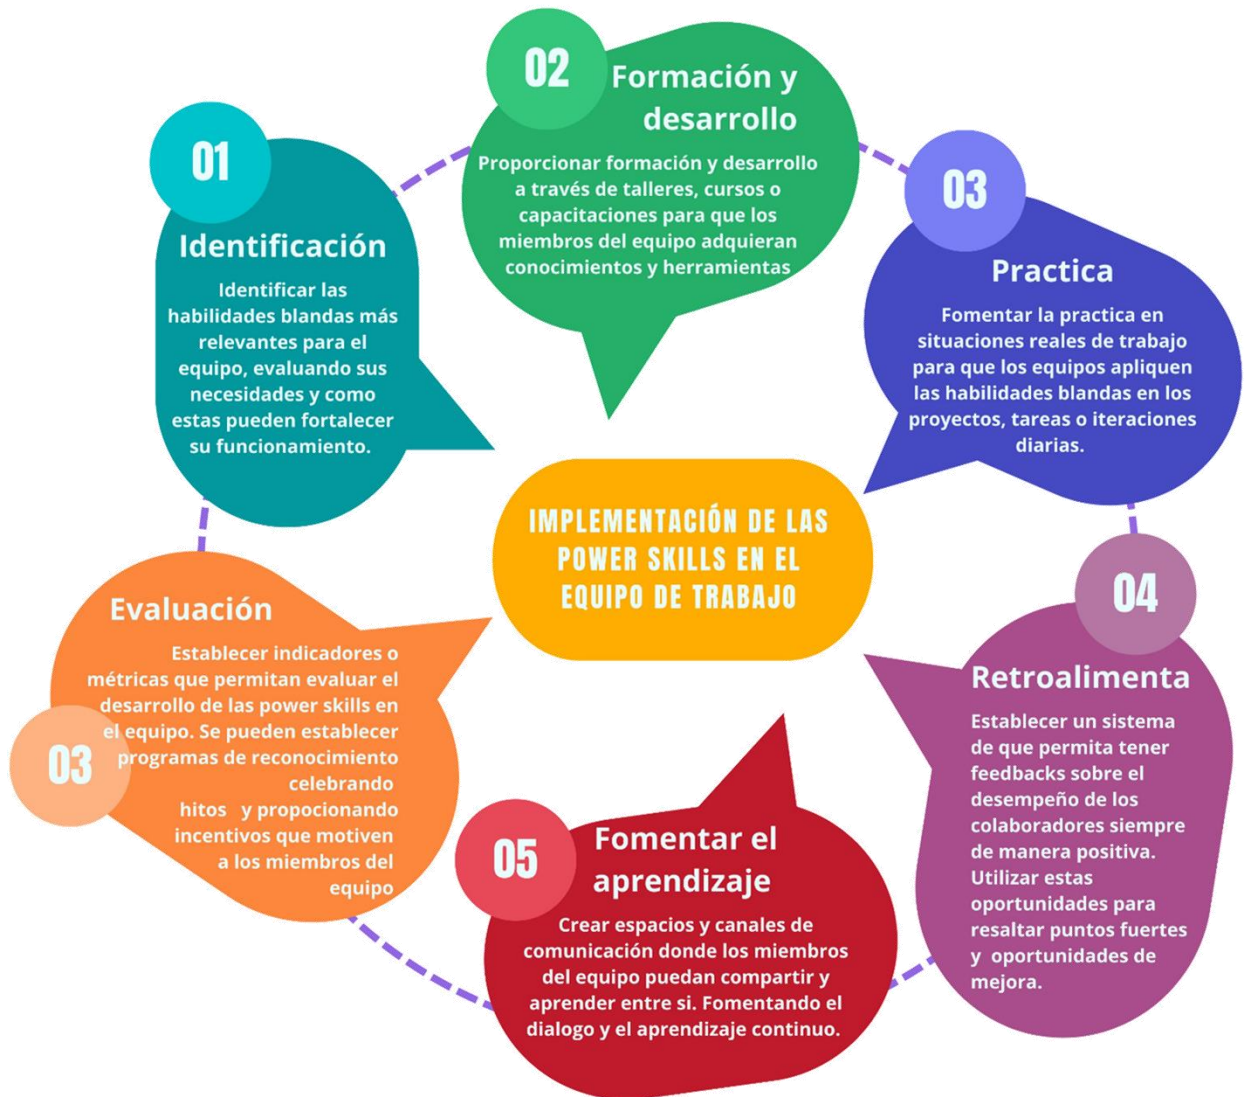 01
Identificación
Identificar las
habilidades blandas más
relevantes para el
equipo, evaluando sus
necesidades y como
estas pueden fortalecer
su funcionamiento.
02
Formación y
desarrollo
Proporcionar formación y desarrollo
a través de talleres, cursos o
capacitaciones para que los
miembros del equipo adquieran
conocimientos y herramientas
03
Practica
Fomentar la practica en
situaciones reales de trabajo
para que los equipos apliquen
las habilidades blandas en los
proyectos, tareas o iteraciones
diarias.
IMPLEMENTACIÓN DE LAS
POWER SKILLS EN EL
EQUIPO DE TRABAJO
04
Retroalimenta
Establecer un sistema
de que permita tener
feedbacks sobre el
desempeño de los
colaboradores siempre
de manera positiva.
Utilizar estas
oportunidades para
resaltar puntos fuertes
y oportunidades de
mejora.
05
Fomentar el
aprendizaje
Crear espacios y canales de
comunicación donde los miembros
del equipo puedan compartir y
aprender entre si. Fomentando el
dialogo y el aprendizaje continuo.
03
Evaluación
Establecer indicadores o
métricas que permitan evaluar el
desarrollo de las power skills en
el equipo. Se pueden establecer
programas de reconocimiento
celebrando
hitos y propocionando
incentivos que motiven
a los miembros del
equipo